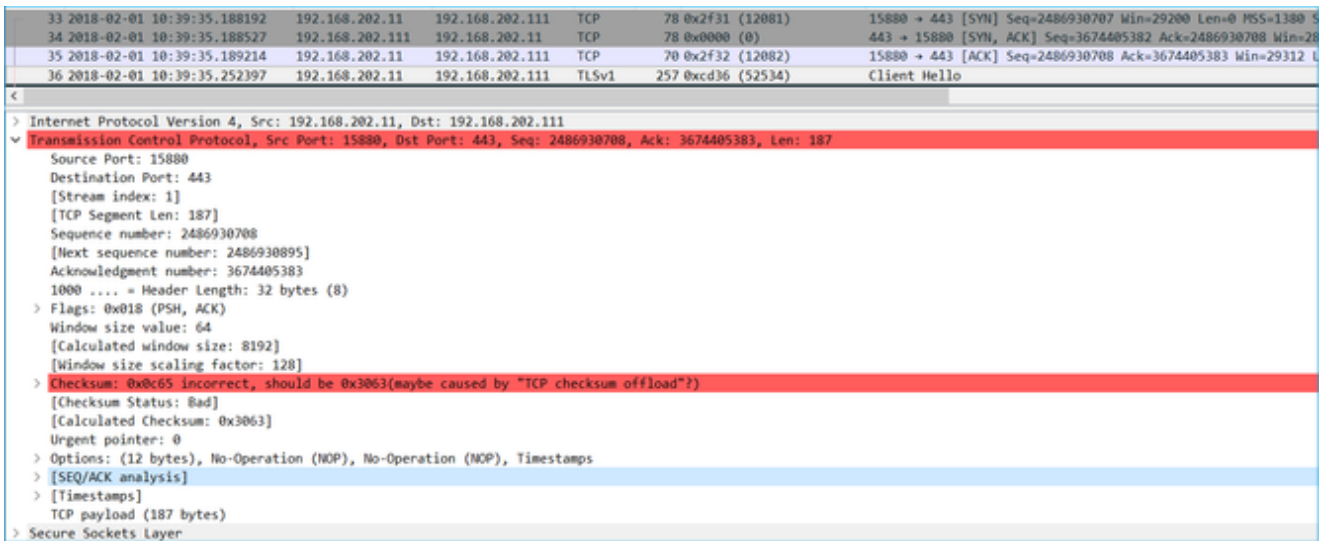 33 2018-02-01 10:39:35.188192 192.168.202.11 192.168.202.111 TCP 78 0x2f31 (12081) 15880 → 443 [SYN] Seq=2486930707 Win=29200 Len=0 MSS=1380 S
34 2018-02-01 10:39:35.188527 192.168.202.111 192.168.202.11 TCP 78 0x0000 (0) 443 → 15880 [SYN, ACK] Seq=3674405382 Ack=2486930708 Win=28
35 2018-02-01 10:39:35.189214 192.168.202.11 192.168.202.111 TCP 70 0x2f32 (12082) 15880 → 443 [ACK] Seq=2486930708 Ack=3674405383 Win=29312 L
36 2018-02-01 10:39:35.252397 192.168.202.11 192.168.202.111 TLSv1 257 0xcd36 (52534) Client Hello
Internet Protocol Version 4, Src: 192.168.202.11, Dst: 192.168.202.111
Transmission Control Protocol, Src Port: 15880, Dst Port: 443, Seq: 2486930708, Ack: 3674405383, Len: 187
Source Port: 15880
Destination Port: 443
[Stream index: 1]
[TCP Segment Len: 187]
Sequence number: 2486930708
[Next sequence number: 2486930895]
Acknowledgment number: 3674405383
1000 .... = Header Length: 32 bytes (8)
Flags: 0x018 (PSH, ACK)
Window size value: 64
[Calculated window size: 8192]
[Window size scaling factor: 128]
Checksum: 0x0c65 incorrect, should be 0x3063(maybe caused by "TCP checksum offload"?)
[Checksum Status: Bad]
[Calculated Checksum: 0x3063]
Urgent pointer: 0
Options: (12 bytes), No-Operation (NOP), No-Operation (NOP), Timestamps
[SEQ/ACK analysis]
[Timestamps]
TCP payload (187 bytes)
Secure Sockets Layer